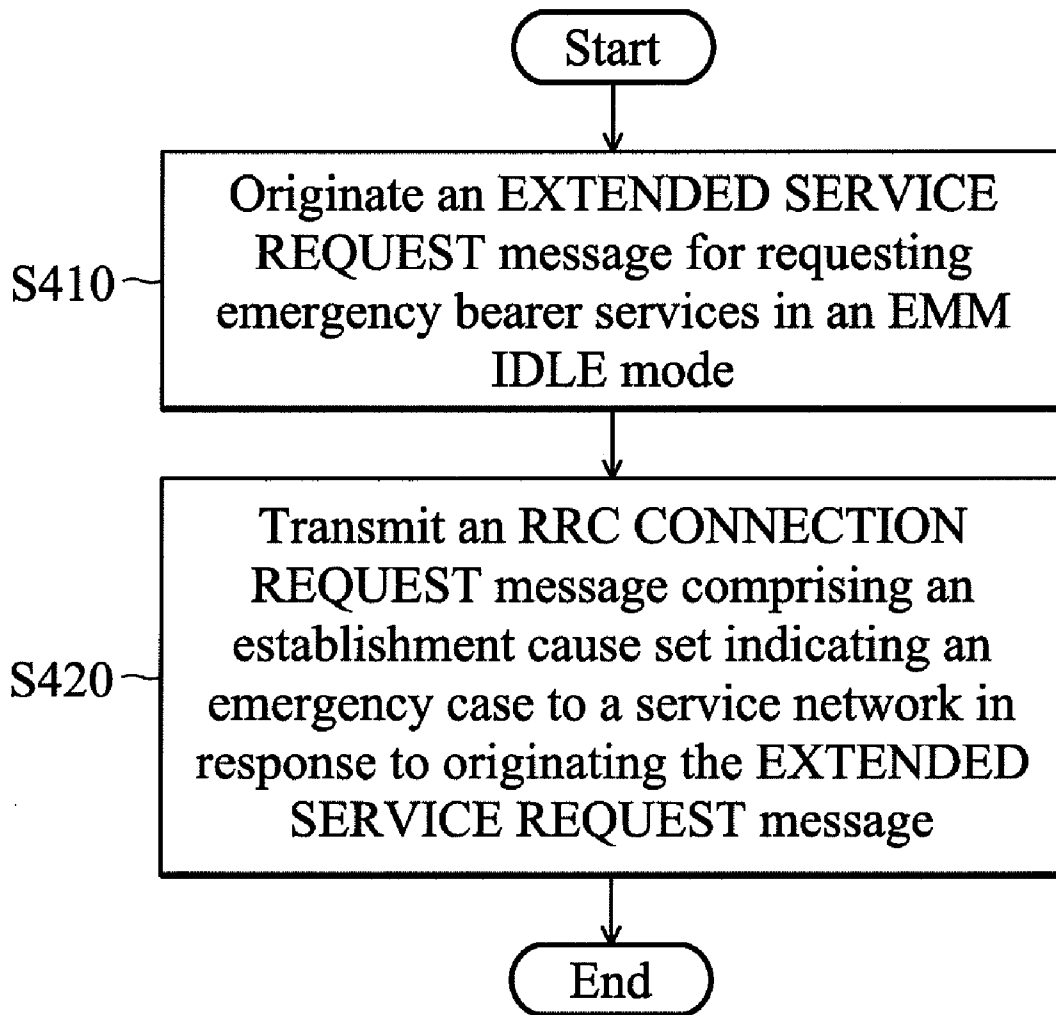 Start
Originate an EXTENDED SERVICE
REQUEST message for requesting
emergency bearer services in an EMM
IDLE mode
S410
Transmit an RRC CONNECTION
REQUEST message comprising an
establishment cause set indicating an
emergency case to a service network in
response to originating the EXTENDED
SERVICE REQUEST message
S420
End